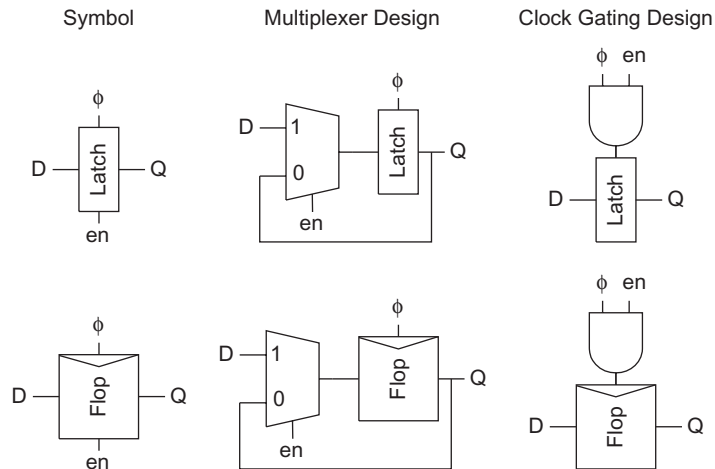 Symbol
Multiplexer Design
Clock Gating Design
ϕ
D
Latch
Q
en
ϕ
D
1
0
Latch
Q
en
ϕ en
D
Latch
Q
ϕ
D
Flop
Q
en
ϕ
D
1
0
Flop
Q
en
ϕ en
D
Flop
Q